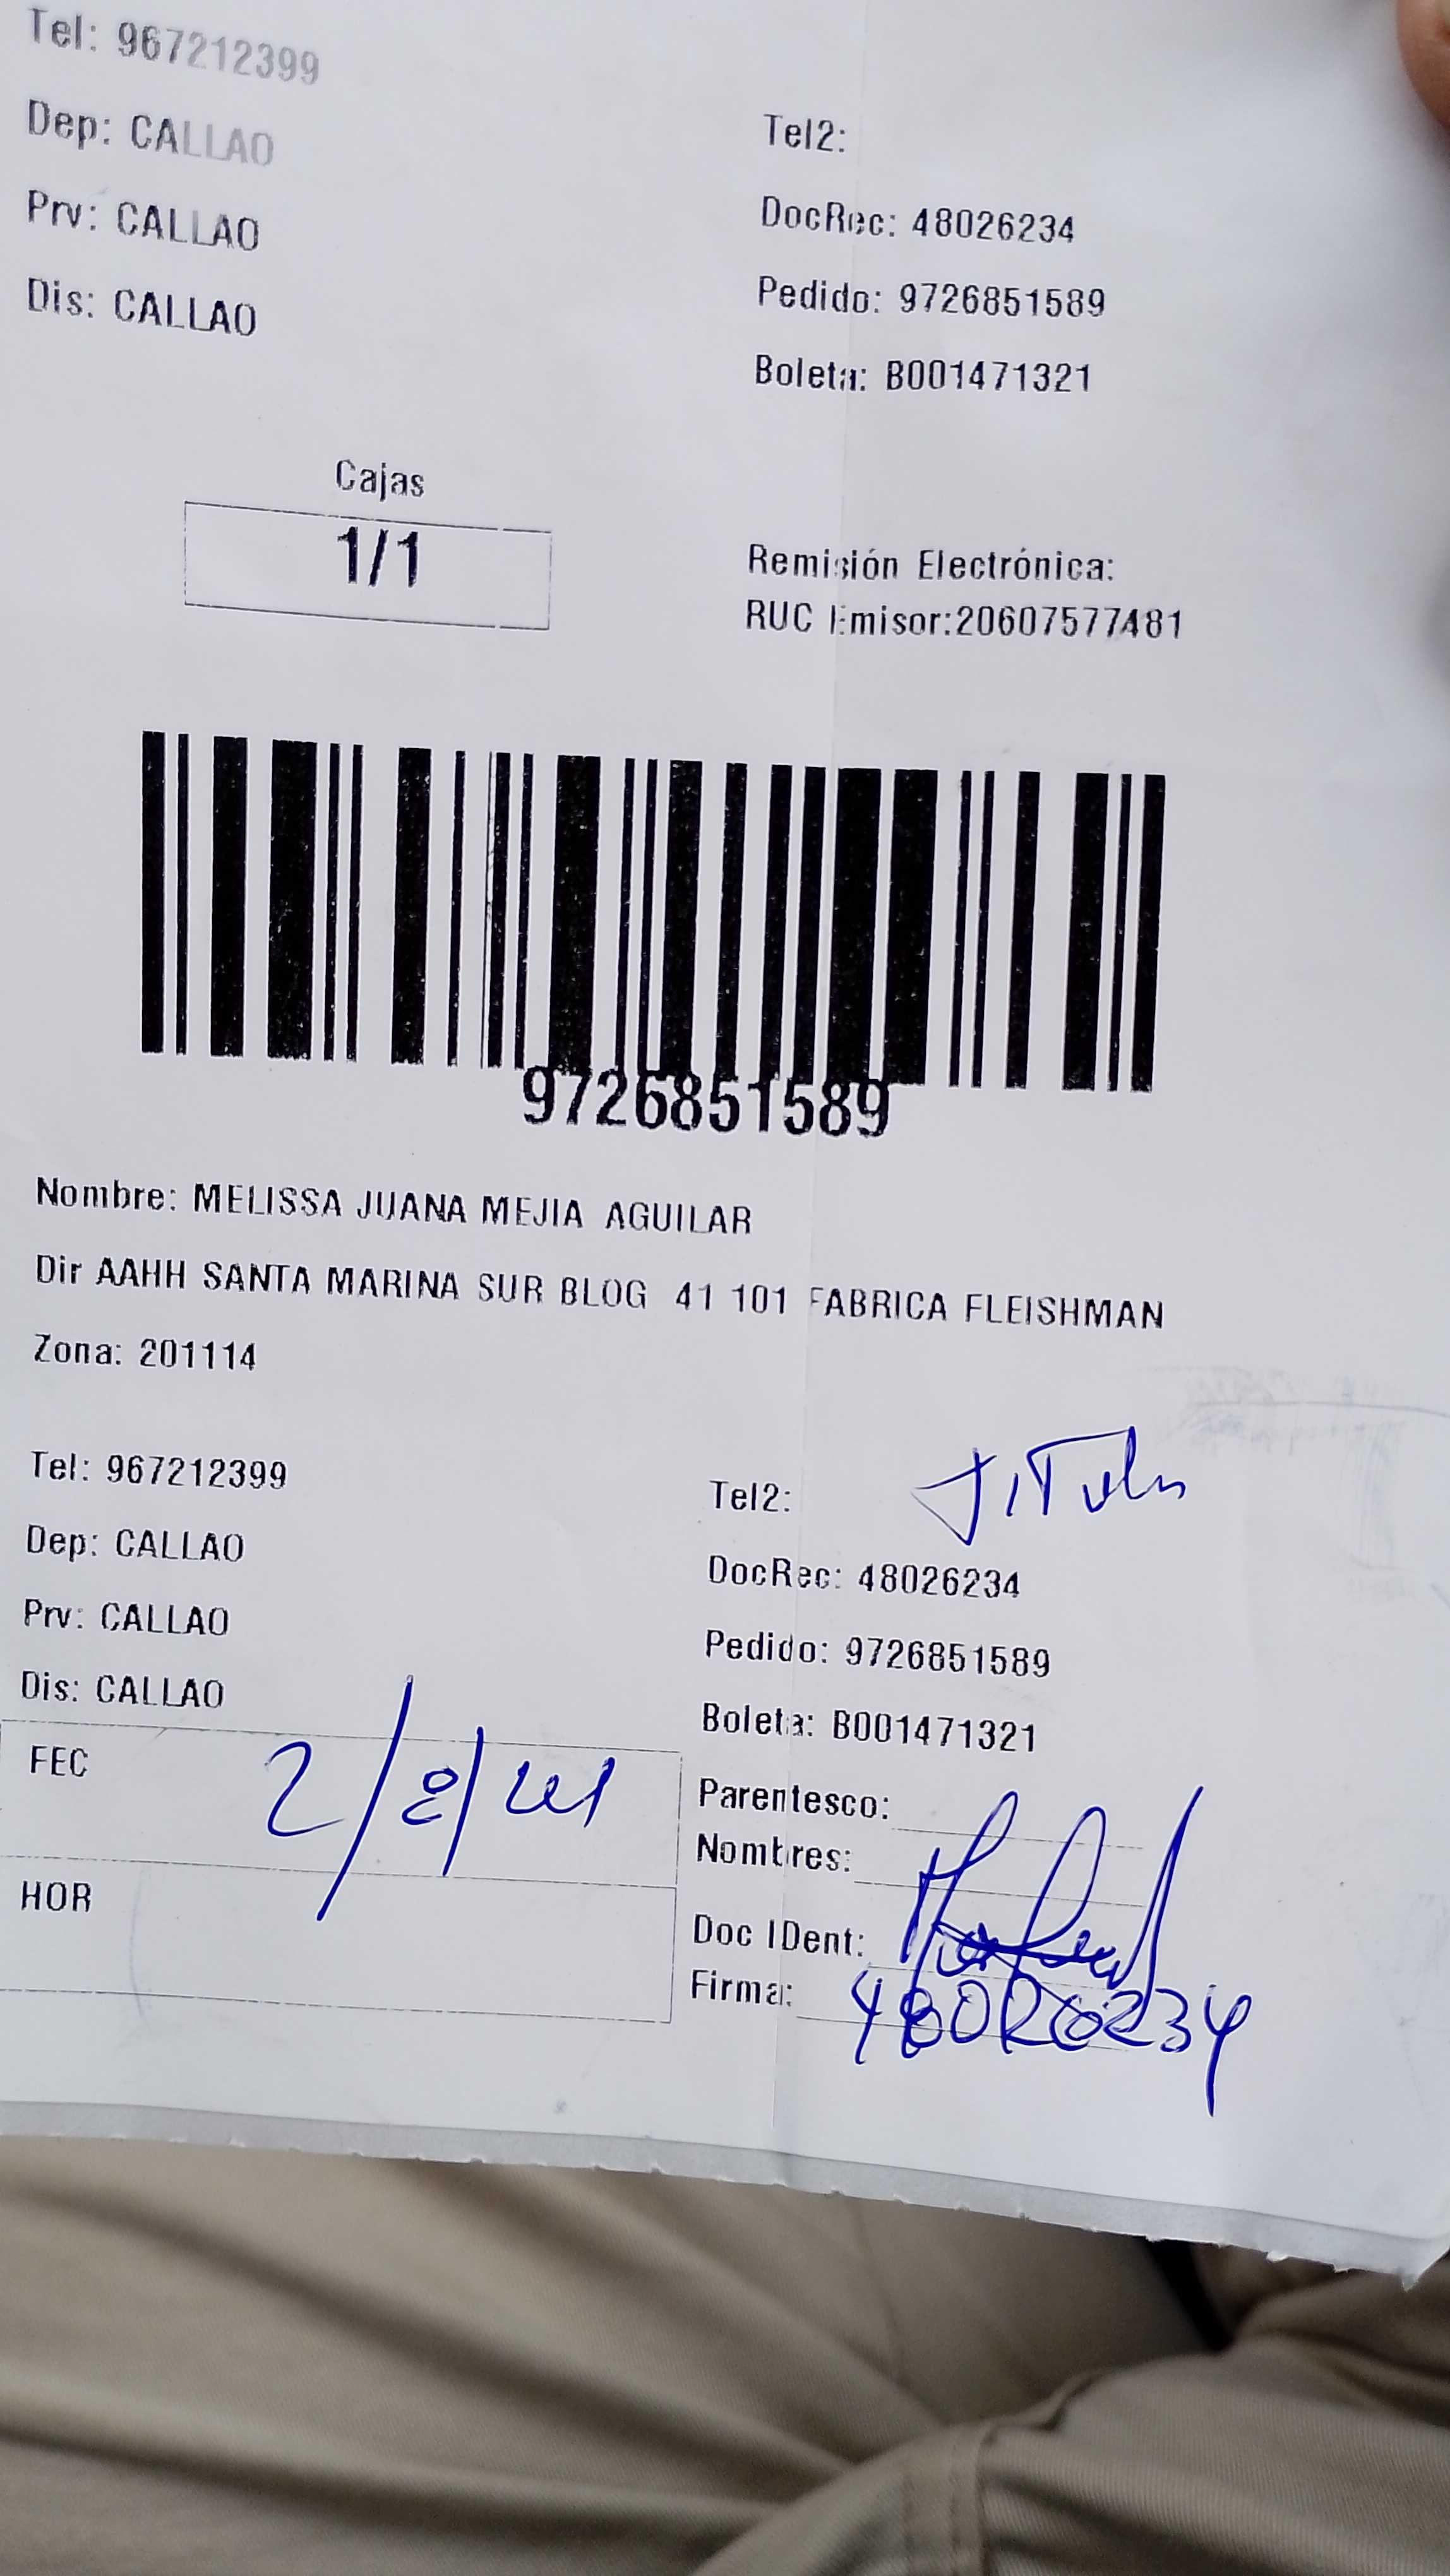 Tel: 967212399
Dep: CALLAO
Prv: CALLAO
Dis: CALLAO
Tel2:
DocRec: 48026234
Pedido: 9726851589
Boleta: B001471321
Cajas
1/1
Remisión Electrónica:
RUC Emisor:20607577481
9726851589
Nombre: MELISSA JUANA MEJIA AGUILAR
Dir AAHH SANTA MARINA SUR BLOG 41 101 FABRICA FLEISHMAN
Zona: 201114
Tel: 967212399
Dep: CALLAO
Prv: CALLAO
Dis: CALLAO
Tel2:
DocRec: 48026234
Pedido: 9726851589
Boleta: B001471321
FEC
HOR
Parentesco:
Nombres:
Doc IDent:
Firma: 48026234